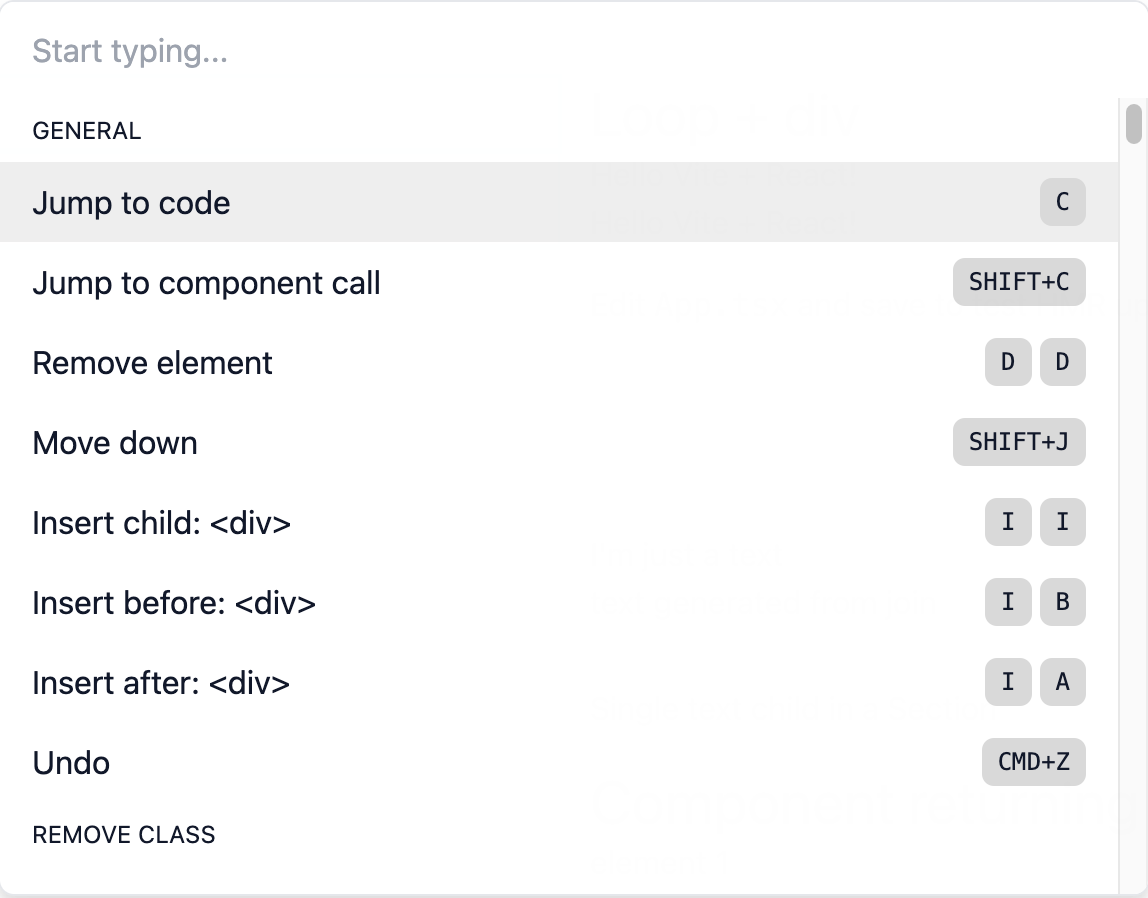 Start typing...
GENERAL
Jump to code C
Jump to component call SHIFT+C
Remove element D D
Move down SHIFT+J
Insert child: <div> I I
Insert before: <div> I B
Insert after: <div> I A
Undo CMD+Z
REMOVE CLASS